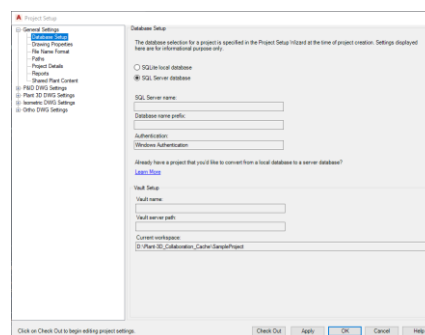 Project Setup
General Settings
Database Setup
Drawing Properties
File Name Format
Paths
Project Details
Reports
Shared Plant Content
P&ID DWG Settings
Plant 3D DWG Settings
Isometric DWG Settings
Ortho DWG Settings
Database Setup
The database selection for a project is specified in the Project Setup Wizard at the time of project creation. Settings displayed
here are for informational purpose only.
SQLite local database
SQL Server database
SQL Server name:
Database name prefix:
Authentication:
Windows Authentication
Already have a project that you'd like to convert from a local database to a server database?
Learn More
Vault Setup
Vault name:
Vault server path:
Current workspace:
D:\Plant-3D_Collaboration_Cache\SampleProject
Click on Check Out to begin editing project settings.
Check Out
Apply
OK
Cancel
Help